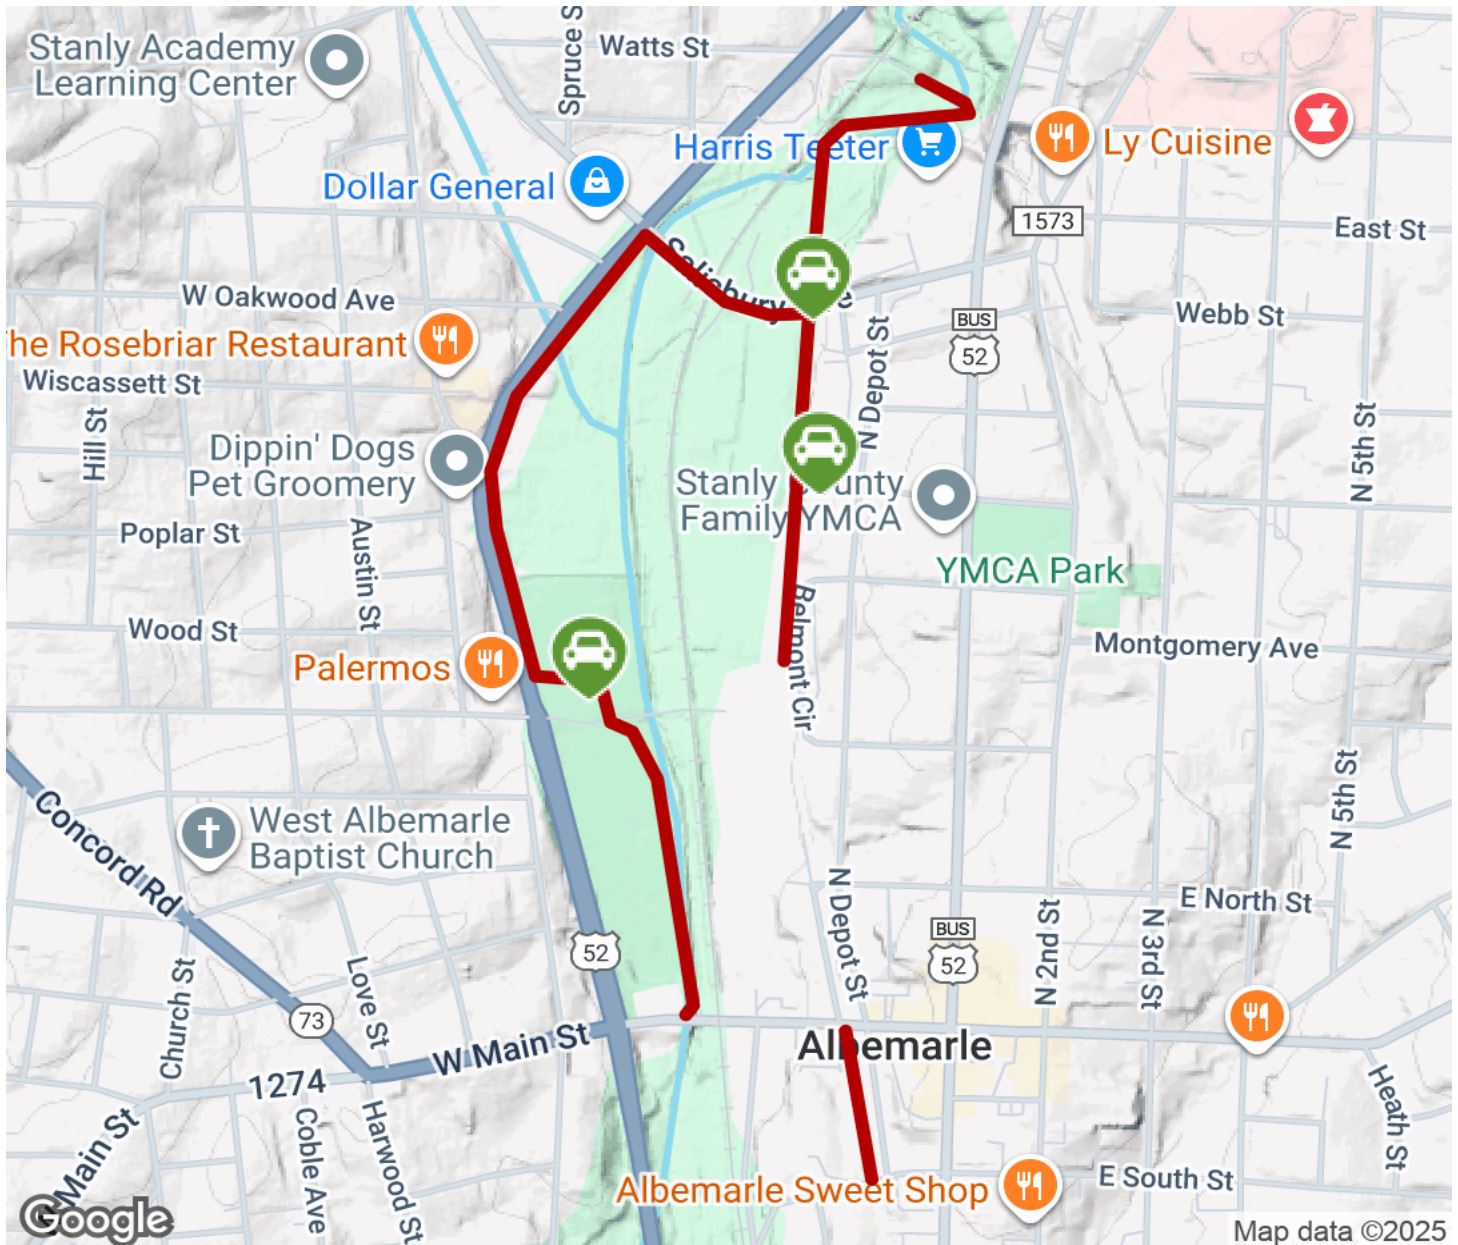 Stanly Academy
Learning Center
Spruce S
Watts St
Harris Teeter
Ly Cuisine
Dollar General
1573
East St
Salisbury
W Oakwood Ave
Webb St
BUS
52
The Rosebriar Restaurant
Wiscassett St
N Depot St
Hill St
N 5th St
Dippin' Dogs
Pet Groomery
Stanly County
Family YMCA
Poplar St
Austin St
YMCA Park
Belmont Cir
Wood St
Montgomery Ave
Palermos
N 5th St
Concord Rd
West Albemarle
Baptist Church
N Depot St
E North St
BUS
52
52
N 2nd St
N 3rd St
Church St
Love St
73
W Main St
Albemarle
1274
Main St
Coble Ave
Harwood St
Heath St
E South St
Albemarle Sweet Shop
Google
Map data ©2025